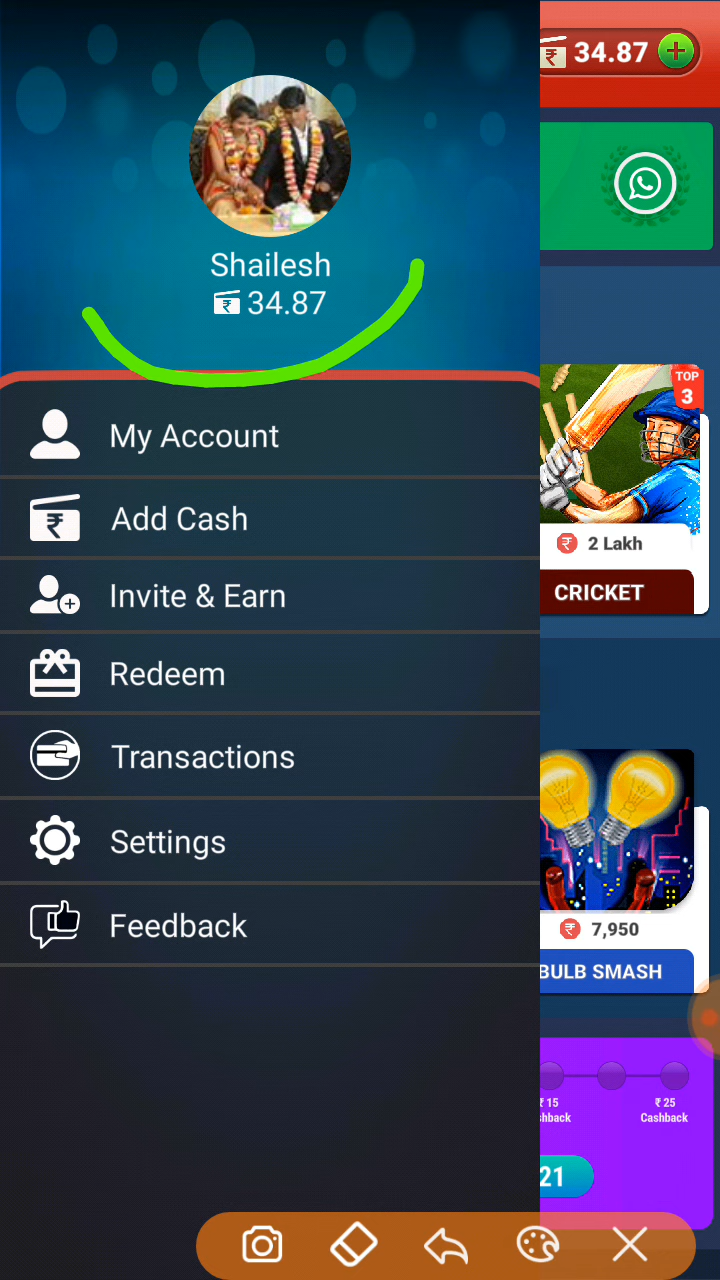 34.87
Shailesh
34.87
My Account
Add Cash
Invite & Earn
Redeem
Transactions
Settings
Feedback
TOP
3
₹ 2 Lakh
CRICKET
₹ 7,950
BULB SMASH
₹ 15
₹ 25
Cashback
21